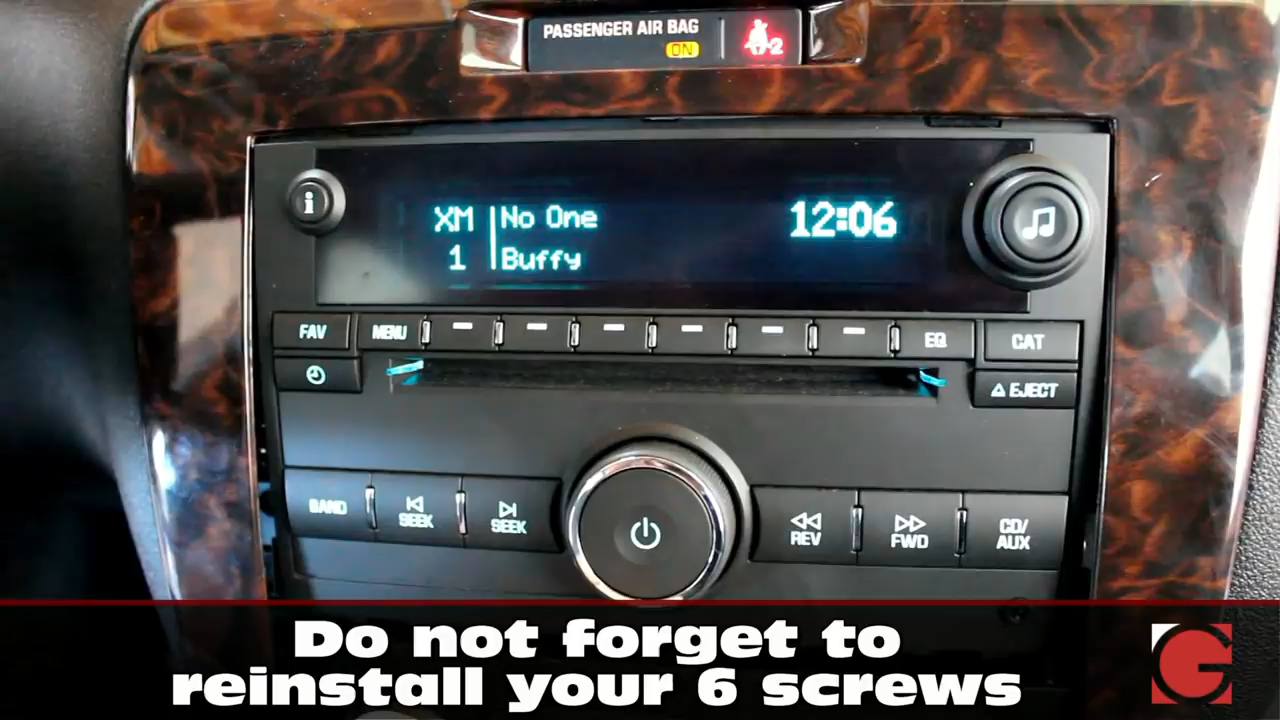 PASSENGER AIR BAG
ON
2
i
XM No One 12:06
1 Buffy
FAV MENU EQ CAT
EJECT
BAND SEEK SEEK REV FWD CD/
AUX
Do not forget to
reinstall your 6 screws
G